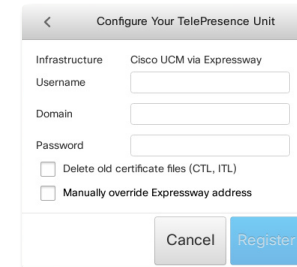 Configure Your TelePresence Unit
Infrastructure Cisco UCM via Expressway
Username
Domain
Password
Delete old certificate files (CTL, ITL)
Manually override Expressway address
Cancel Register